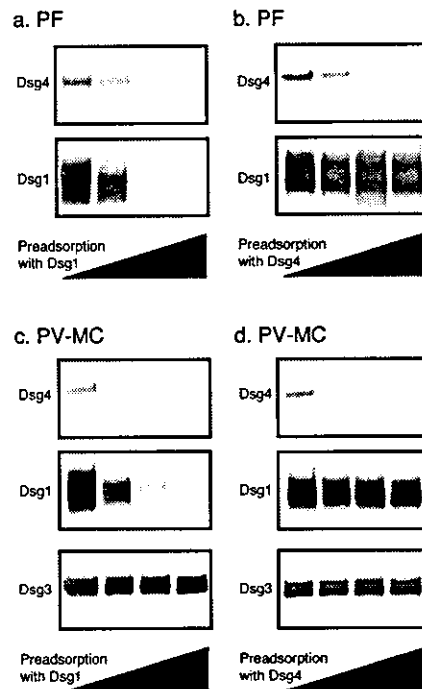 a. PF
Dsg4
Dsg1
Preadsorption
with Dsg1
b. PF
Dsg4
Dsg1
Preadsorption
with Dsg4
c. PV-MC
Dsg4
Dsg1
Dsg3
Preadsorption
with Dsg1
d. PV-MC
Dsg4
Dsg1
Dsg3
Preadsorption
with Dsg4